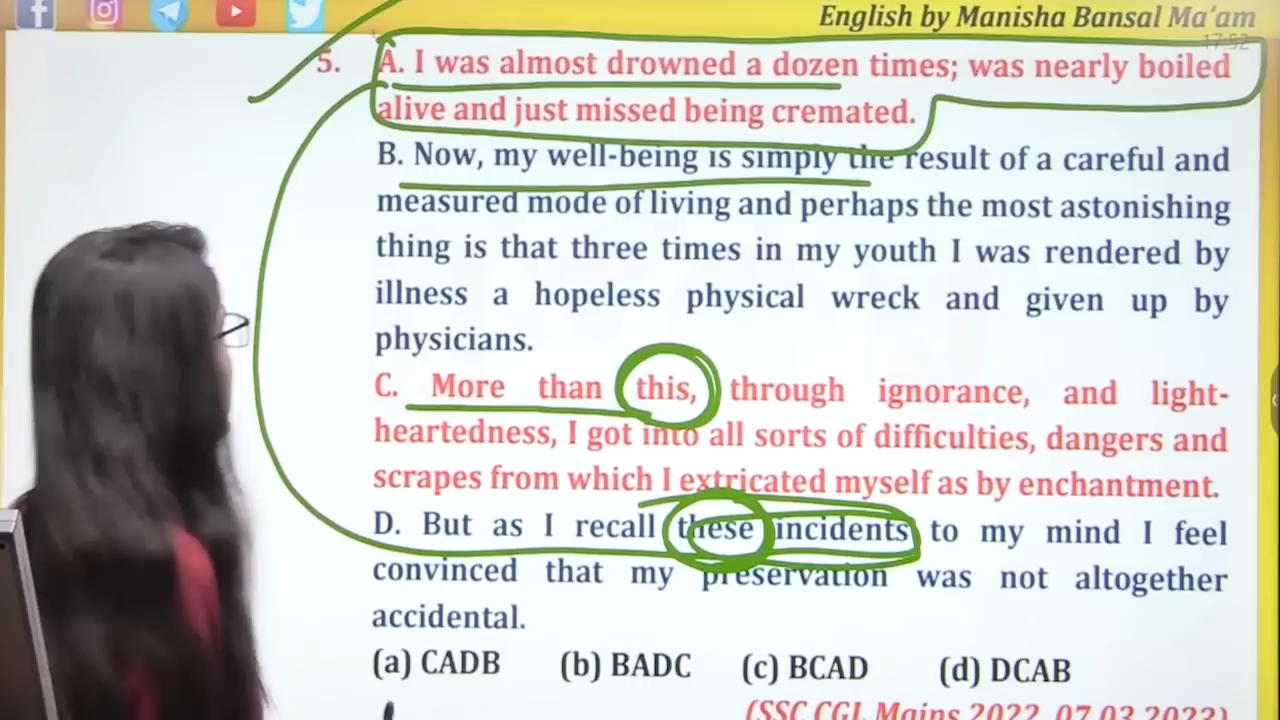 English by Manisha Bansal Ma'am
17:52
5. A. I was almost drowned a dozen times; was nearly boiled
alive and just missed being cremated.
B. Now, my well-being is simply the result of a careful and
measured mode of living and perhaps the most astonishing
thing is that three times in my youth I was rendered by
illness a hopeless physical wreck and given up by
physicians.
C. More than this, through ignorance, and light-
heartedness, I got into all sorts of difficulties, dangers and
scrapes from which I extricated myself as by enchantment.
D. But as I recall these incidents to my mind I feel
convinced that my preservation was not altogether
accidental.
(a) CADB (b) BADC (c) BCAD (d) DCAB
(SSC CGL Mains 2022, 07.03.2023)